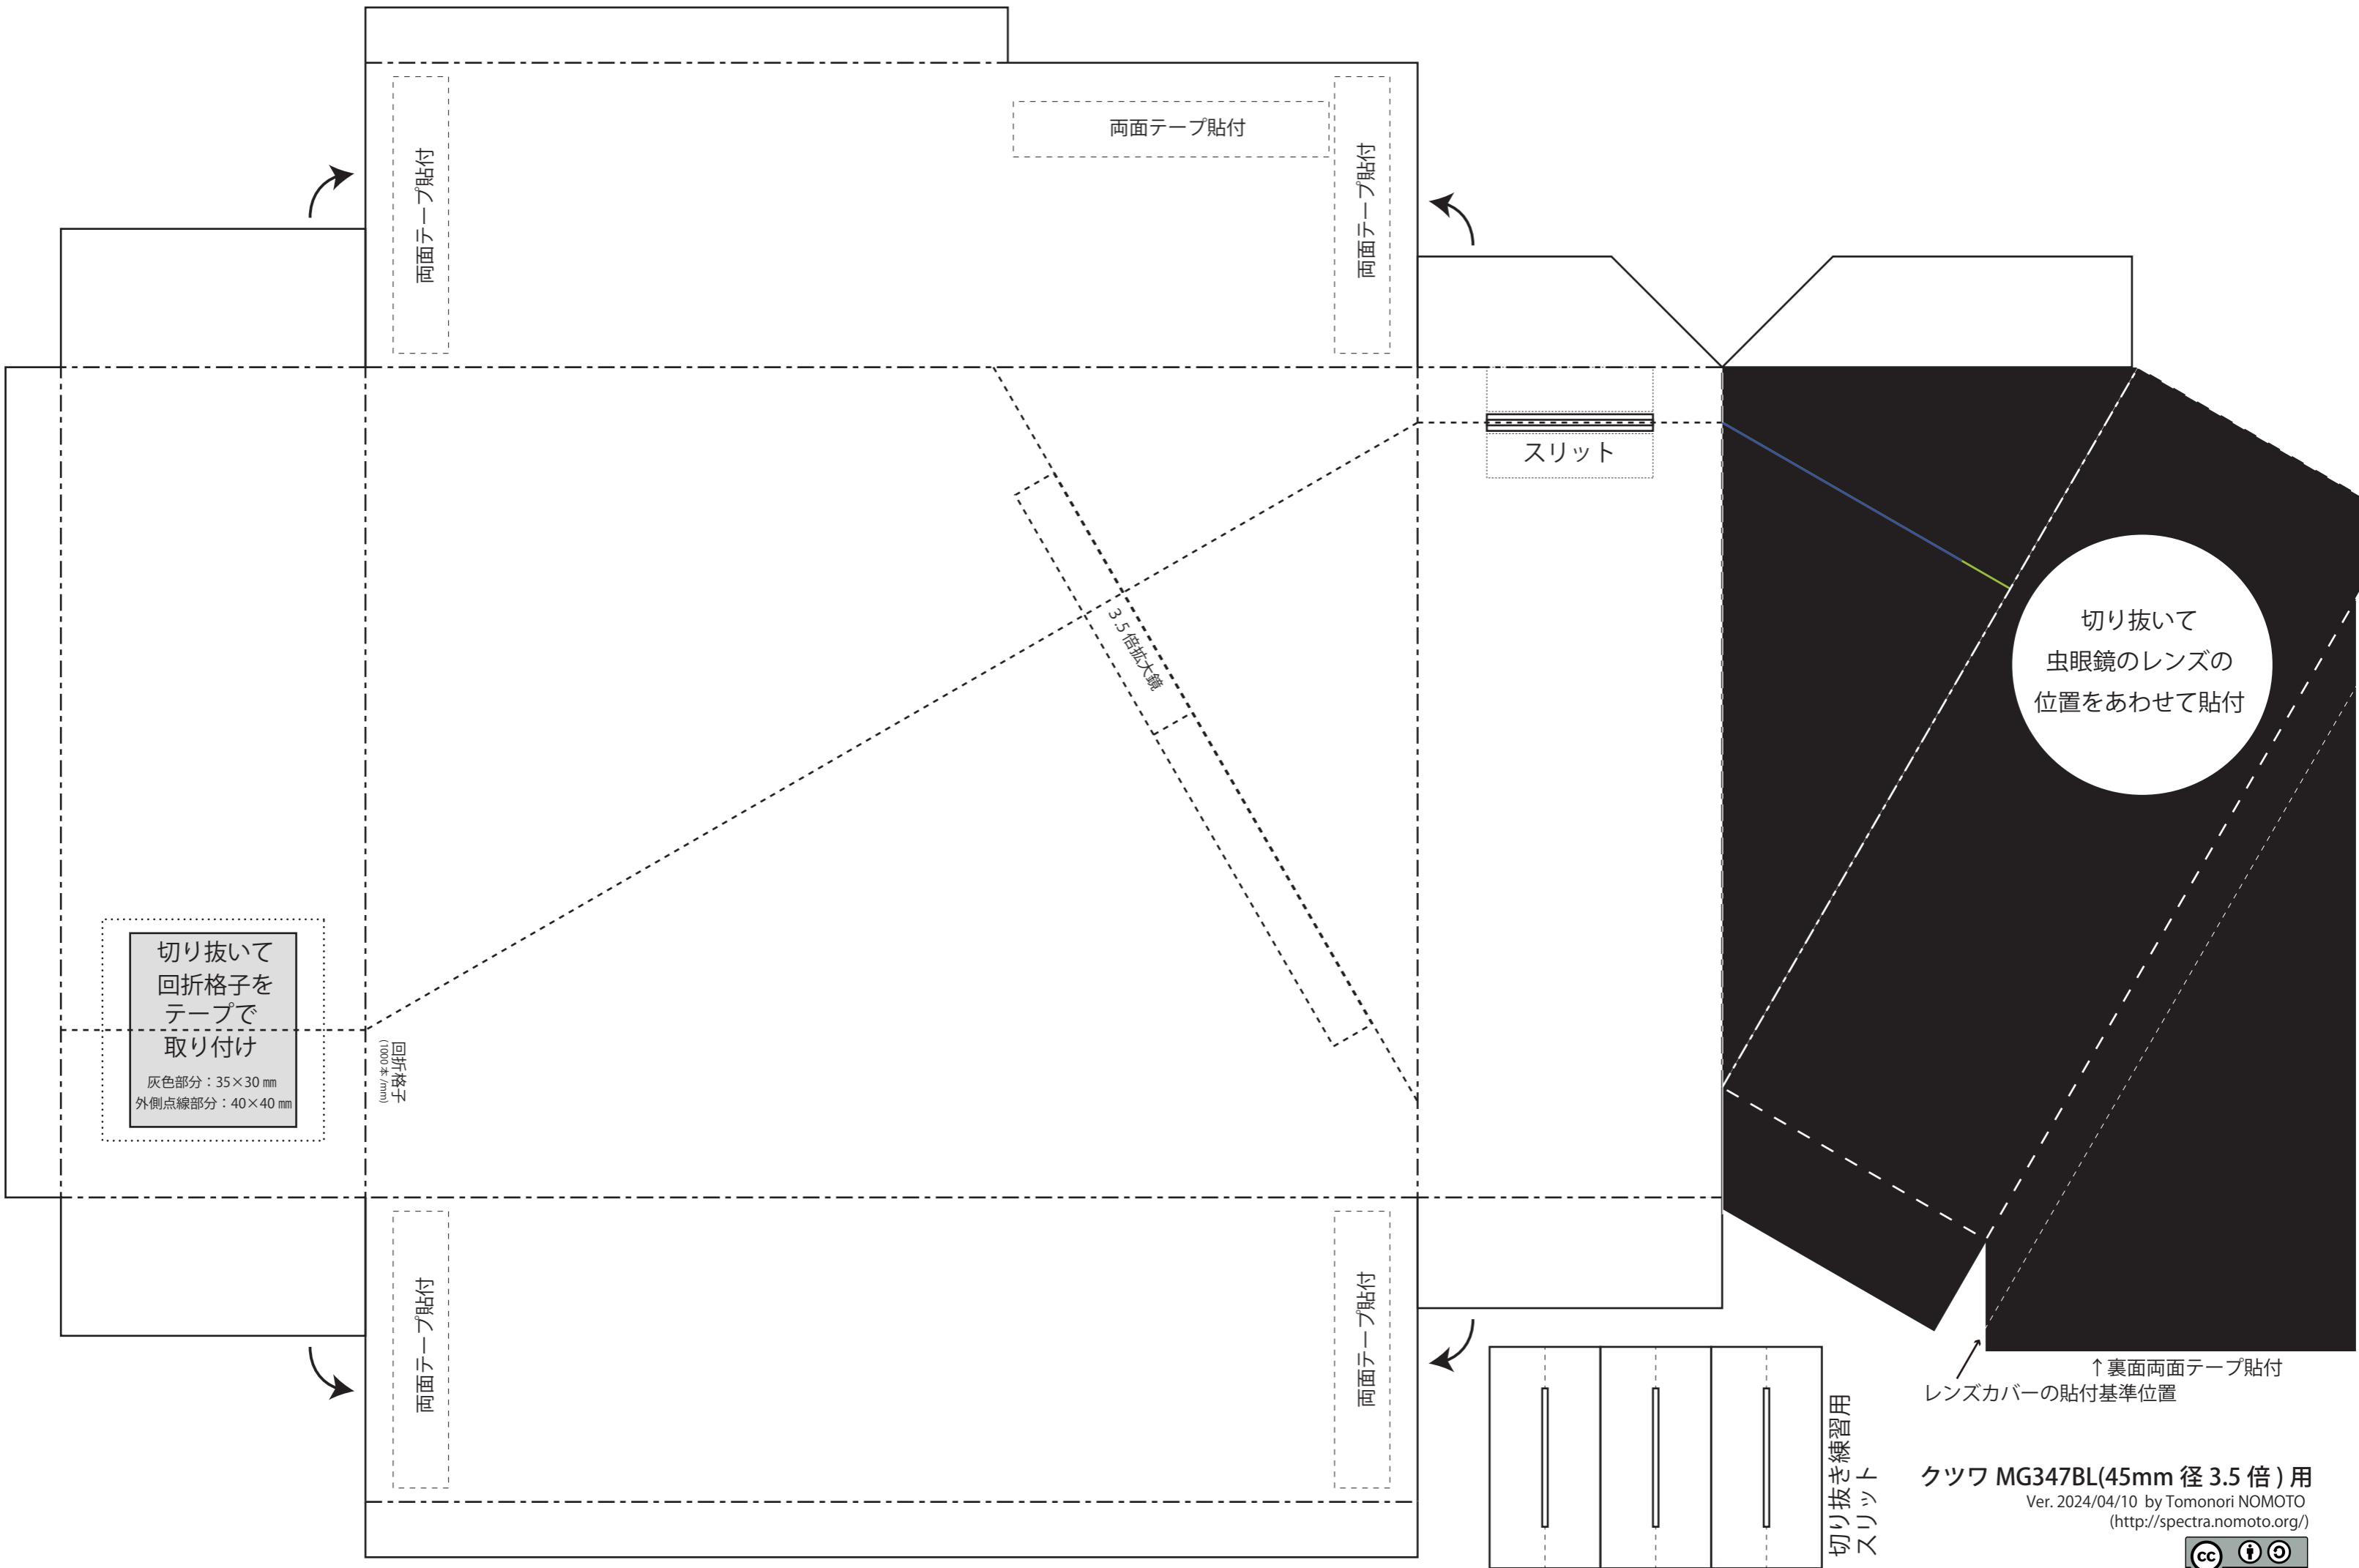 両面テープ貼付
両面テープ貼付
両面テープ貼付
スリット
3.5倍拡大鏡
切り抜いて
虫眼鏡のレンズの
位置をあわせて貼付
切り抜いて
回折格子を
テープで
取り付け
灰色部分：35×30㎜
外側点線部分：40×40㎜
回折格子
(1000本/mm)
両面テープ貼付
両面テープ貼付
切り抜き練習用
スリット
↑裏面両面テープ貼付
レンズカバーの貼付基準位置
クツワ MG347BL(45mm 径 3.5 倍 ) 用
Ver. 2024/04/10 by Tomonori NOMOTO
(http://spectra.nomoto.org/)
cc